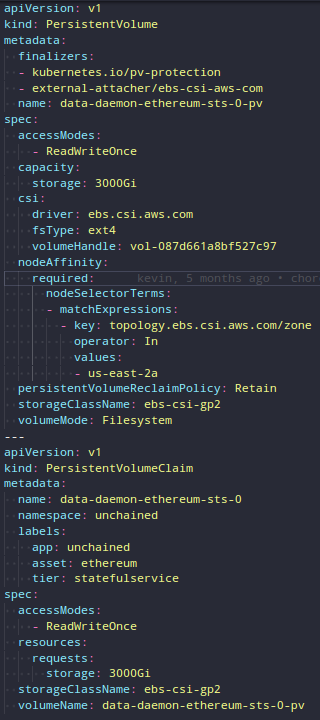 apiVersion: v1
kind: PersistentVolume
metadata:
  finalizers:
  - kubernetes.io/pv-protection
  - external-attacher/ebs-csi-aws-com
  name: data-daemon-ethereum-sts-0-pv
spec:
  accessModes:
    - ReadWriteOnce
  capacity:
    storage: 3000Gi
  csi:
    driver: ebs.csi.aws.com
    fsType: ext4
    volumeHandle: vol-087d661a8bf527c97
  nodeAffinity:
    required:      kevin, 5 months ago • chor
      nodeSelectorTerms:
      - matchExpressions:
        - key: topology.ebs.csi.aws.com/zone
          operator: In
          values:
          - us-east-2a
  persistentVolumeReclaimPolicy: Retain
  storageClassName: ebs-csi-gp2
  volumeMode: Filesystem
---
apiVersion: v1
kind: PersistentVolumeClaim
metadata:
  name: data-daemon-ethereum-sts-0
  namespace: unchained
  labels:
    app: unchained
    asset: ethereum
    tier: statefulservice
spec:
  accessModes:
    - ReadWriteOnce
  resources:
    requests:
      storage: 3000Gi
  storageClassName: ebs-csi-gp2
  volumeName: data-daemon-ethereum-sts-0-pv